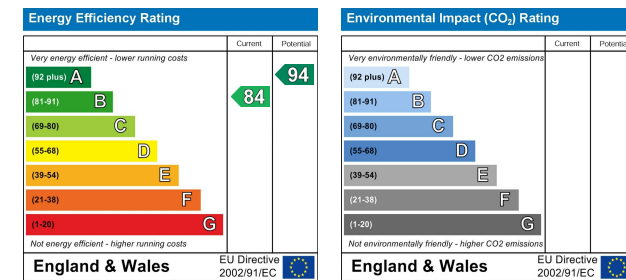 Energy Efficiency Rating
Current Potential
Very energy efficient - lower running costs
(92 plus) A
94
(81-91) B
84
(69-80) C
(55-68) D
(39-54) E
(21-38) F
(1-20) G
Not energy efficient - higher running costs
England & Wales
EU Directive
2002/91/EC
Environmental Impact (CO₂) Rating
Current Potential
Very environmentally friendly - lower CO2 emissions
(92 plus) A
(81-91) B
(69-80) C
(55-68) D
(39-54) E
(21-38) F
(1-20) G
Not environmentally friendly - higher CO2 emissions
England & Wales
EU Directive
2002/91/EC